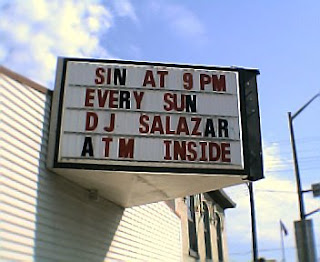 SIN AT 9 PM
EVERY SUN
DJ SALAZAR
ATM INSIDE